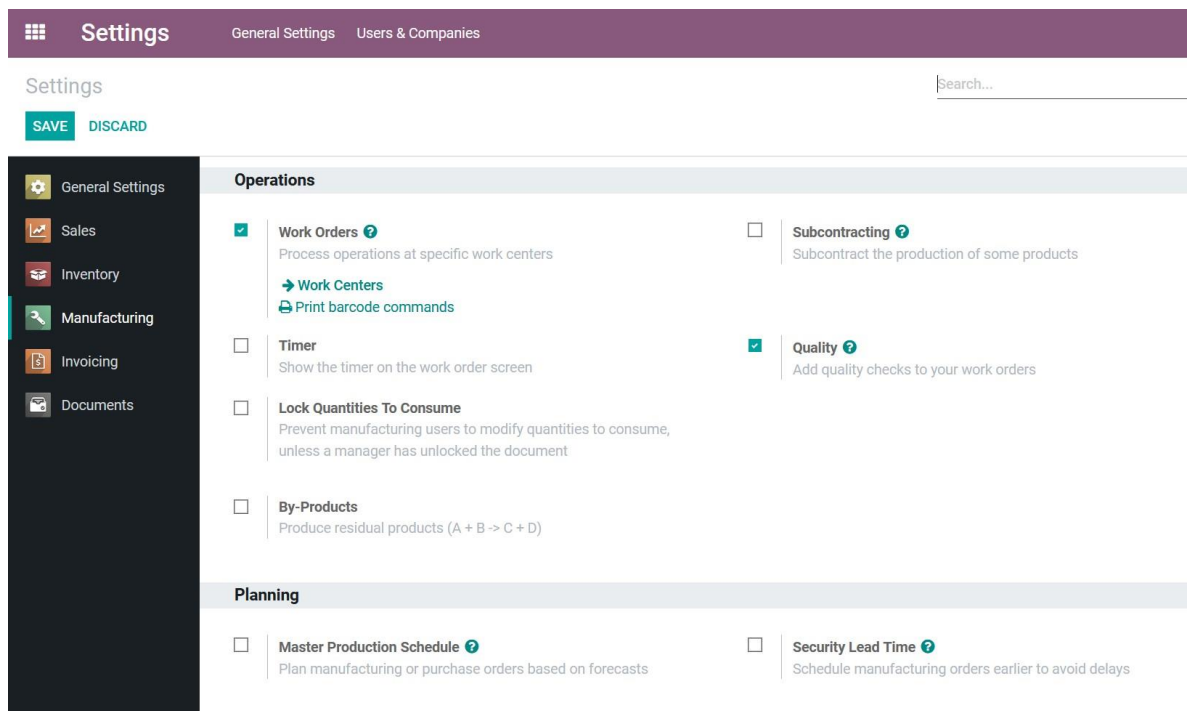 Settings General Settings Users & Companies
Settings
Search...
SAVE DISCARD
General Settings
Sales
Inventory
Manufacturing
Invoicing
Documents
Operations
Work Orders
Process operations at specific work centers
Work Centers
Print barcode commands
Subcontracting
Subcontract the production of some products
Timer
Show the timer on the work order screen
Quality
Add quality checks to your work orders
Lock Quantities To Consume
Prevent manufacturing users to modify quantities to consume,
unless a manager has unlocked the document
By-Products
Produce residual products (A + B -> C + D)
Planning
Master Production Schedule
Plan manufacturing or purchase orders based on forecasts
Security Lead Time
Schedule manufacturing orders earlier to avoid delays